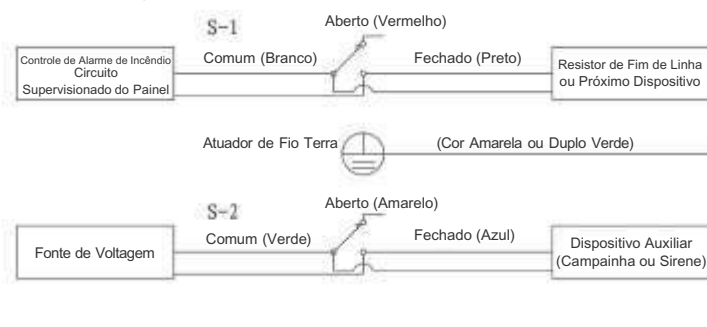 S-1
Aberto (Vermelho)
Controle de Alarme de Incêndio
Circuito
Supervisionado do Painel
Comum (Branco)
Fechado (Preto)
Resistor de Fim de Linha
ou Próximo Dispositivo
Atuador de Fio Terra
(Cor Amarela ou Duplo Verde)
S-2
Aberto (Amarelo)
Fonte de Voltagem
Comum (Verde)
Fechado (Azul)
Dispositivo Auxiliar
(Campainha ou Sirene)